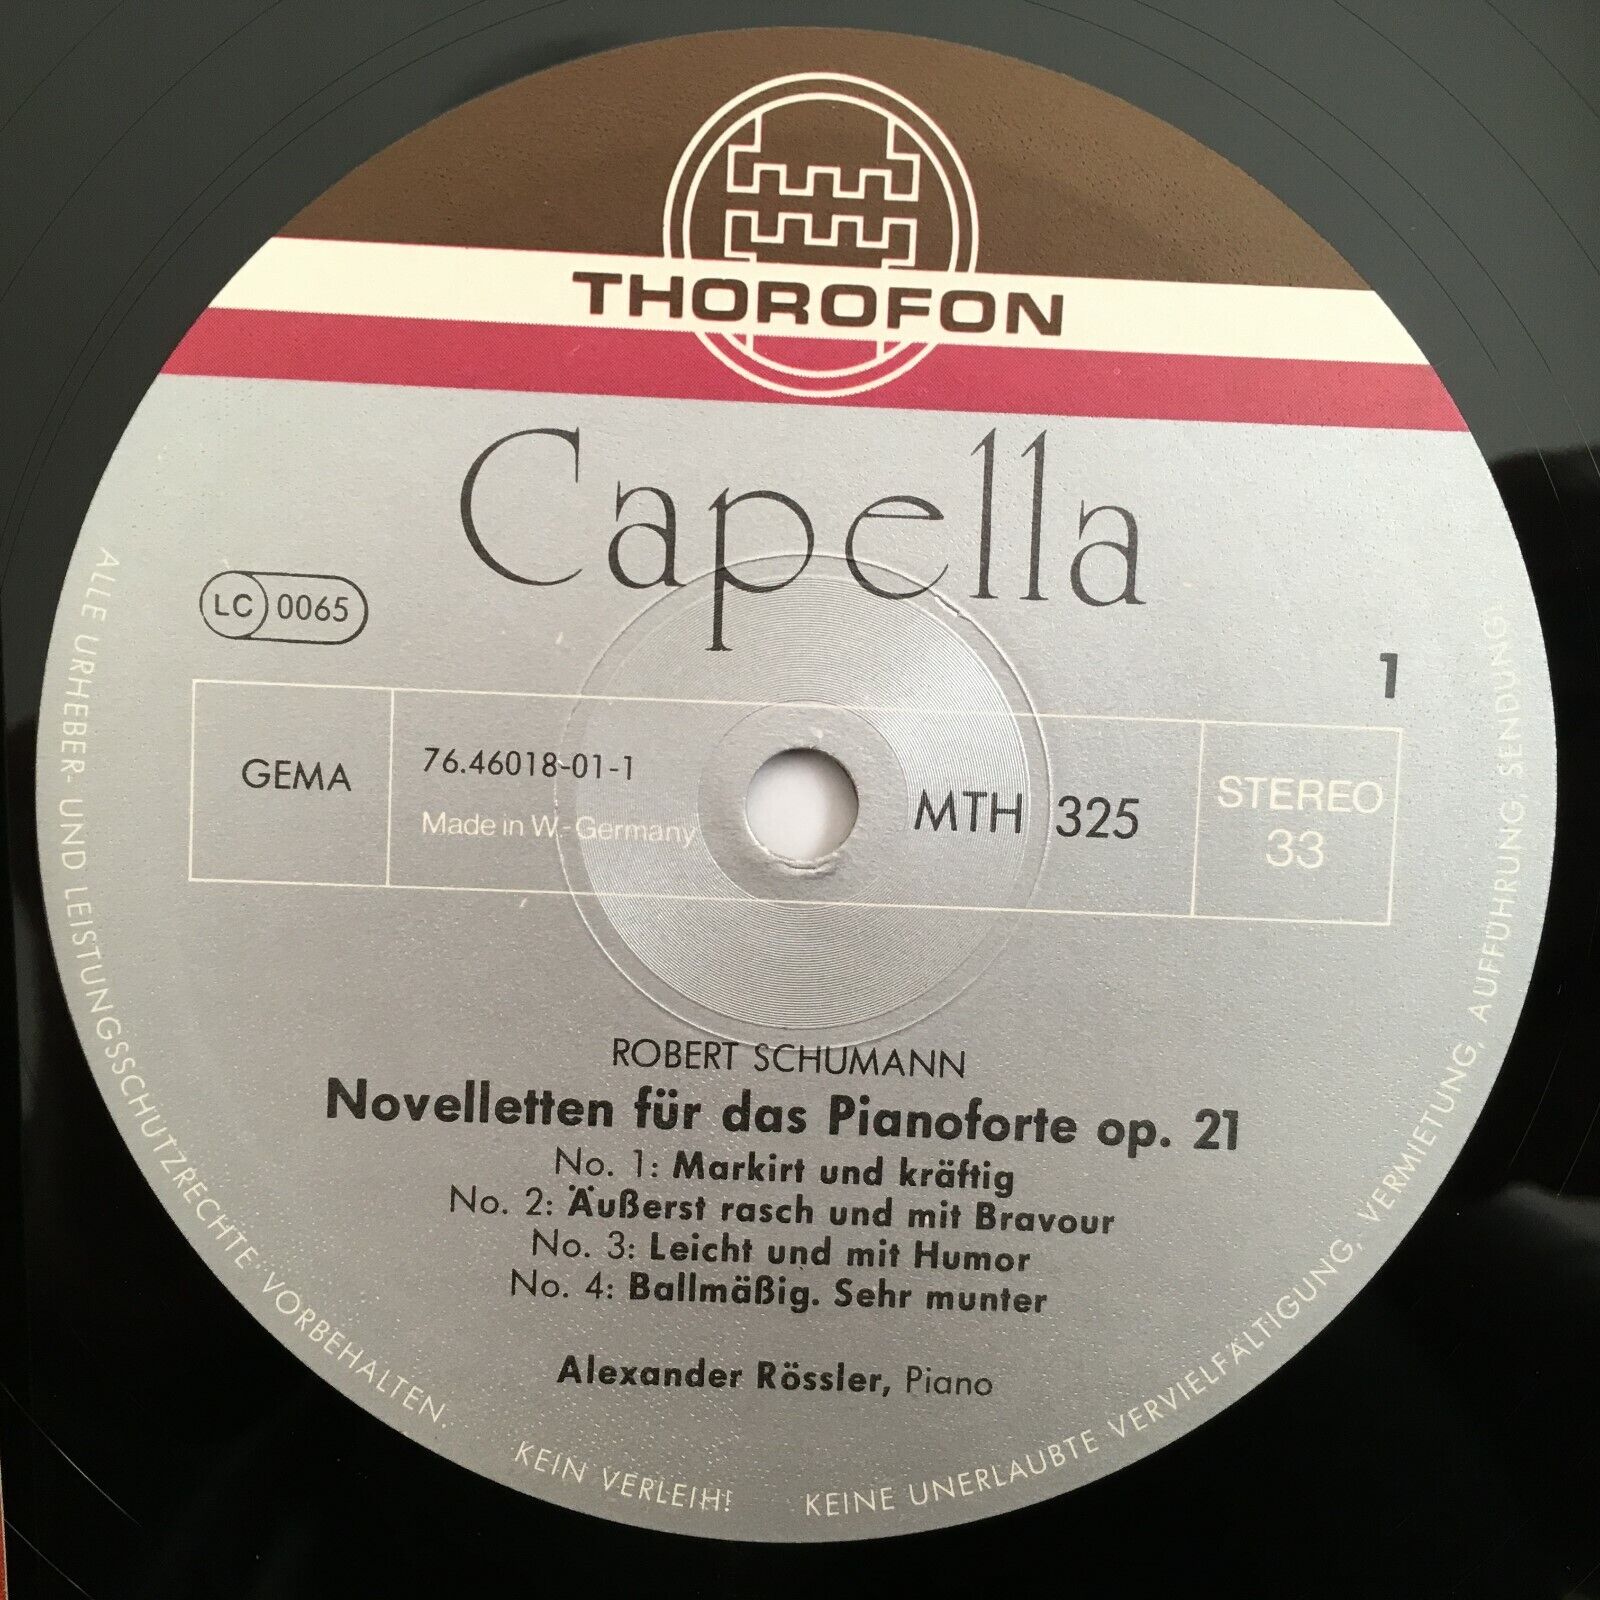 THOROFON
Capella
LC 0065
1
GEMA
76.46018-01-1
Made in W.-Germany
MTH 325
STEREO
33
ROBERT SCHUMANN
Novelletten für das Pianoforte op. 21
No. 1: Markirt und kräftig
No. 2: Äußerst rasch und mit Bravour
No. 3: Leicht und mit Humor
No. 4: Ballmäßig. Sehr munter
Alexander Rössler, Piano
ALLE URHEBER- UND LEISTUNGSSCHUTZRECHTE VORBEHALTEN.
KEIN VERLEIH!
KEINE UNERLAUBTE VERVIELFÄLTIGUNG, VERMIETUNG, AUFFÜHRUNG, SENDUNG!